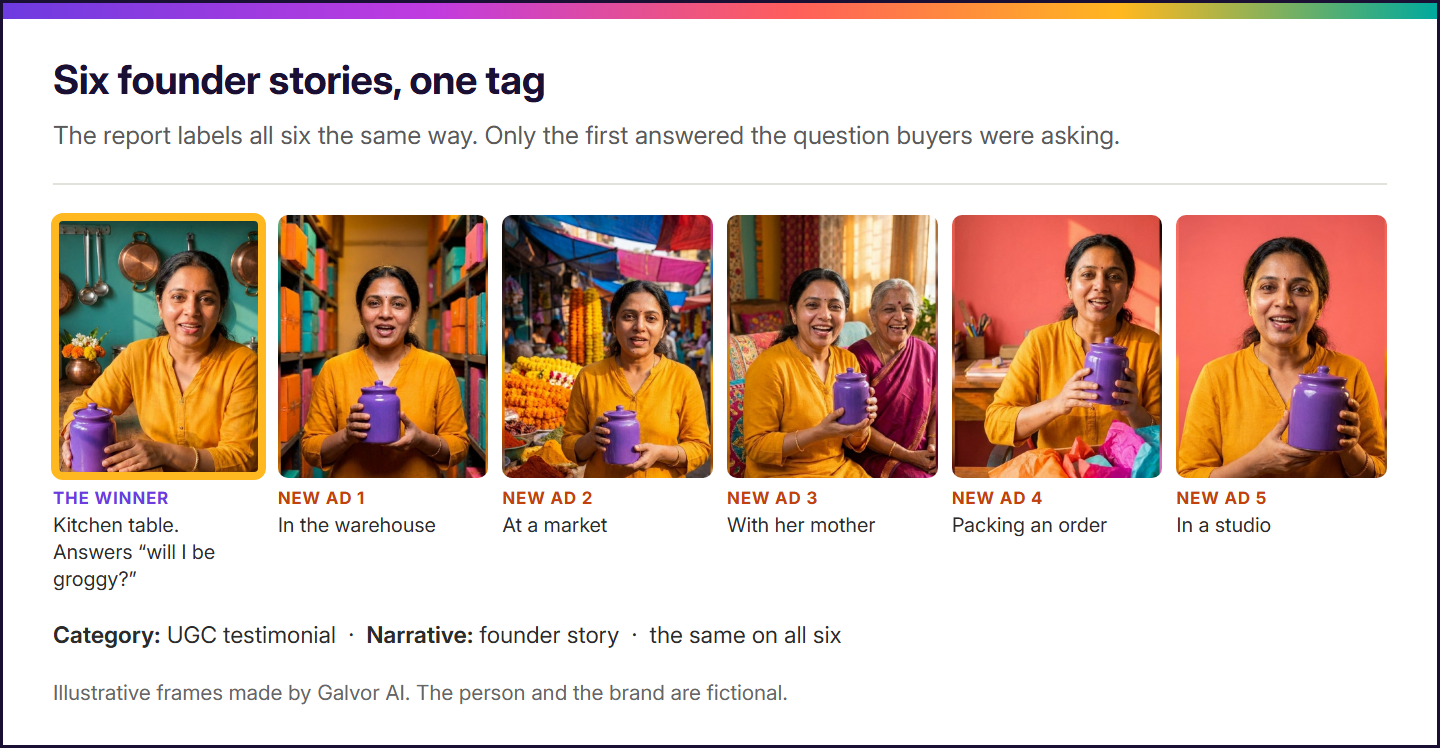 Six founder stories, one tag
The report labels all six the same way. Only the first answered the question buyers were asking.
THE WINNER
Kitchen table.
Answers “will I be
groggy?”
NEW AD 1
In the warehouse
NEW AD 2
At a market
NEW AD 3
With her mother
NEW AD 4
Packing an order
NEW AD 5
In a studio
Category: UGC testimonial · Narrative: founder story · the same on all six
Illustrative frames made by Galvor AI. The person and the brand are fictional.